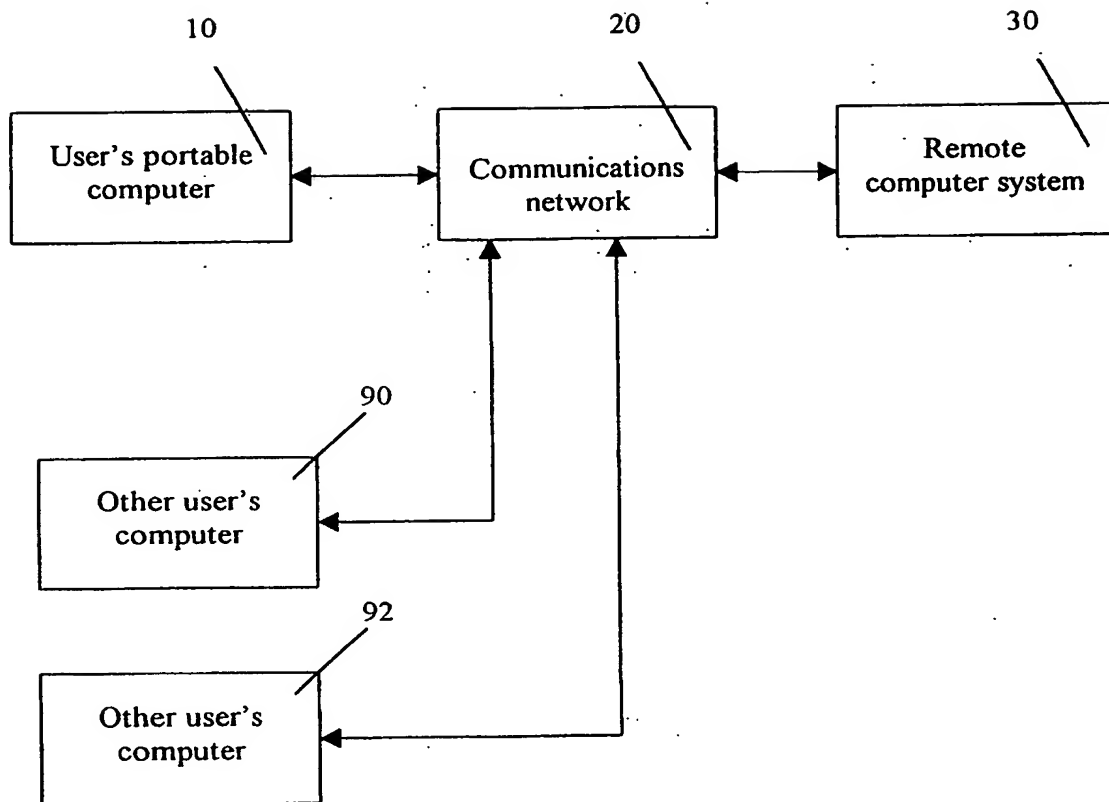 10
20
30
User's portable
computer
Communications
network
Remote
computer system
90
Other user's
computer
92
Other user's
computer